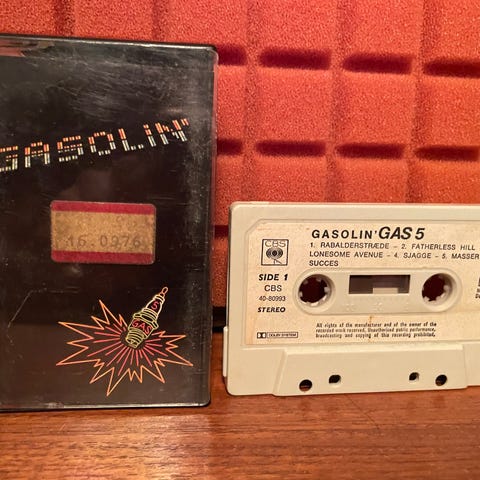 GASOLIN'
16.0976
GAS
GASOLIN' GAS 5
1. RABALDERSTRÆDE – 2. FATHERLESS HILL
LONESOME AVENUE – 4. SJAGGE – 5. MASSER
SUCCES
CBS
SIDE 1
CBS
40-80993
STEREO
DOLBY SYSTEM
All rights of the manufacturer and of the owner of the
recorded work reserved. Unauthorized public performance,
Broadcasting and copying of this recording prohibited.